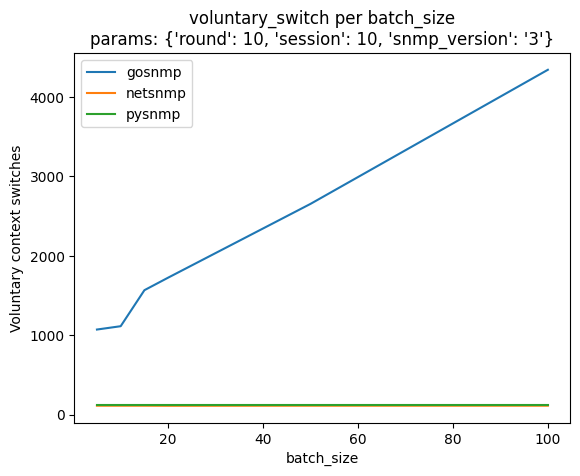 voluntary_switch per batch_size
params: {'round': 10, 'session': 10, 'snmp_version': '3'}
gosnmp
netsnmp
pysnmp
Voluntary context switches
4000
3000
2000
1000
0
20
40
60
80
100
batch_size